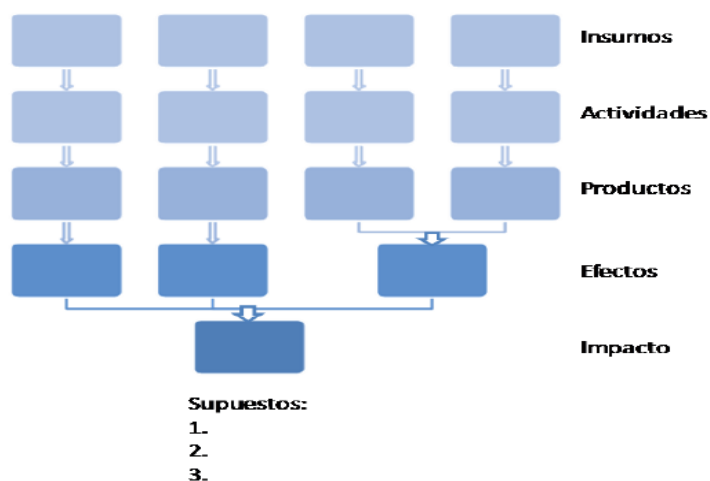 Insumos
Actividades
Productos
Efectos
Impacto
Supuestos:
1.
2.
3.